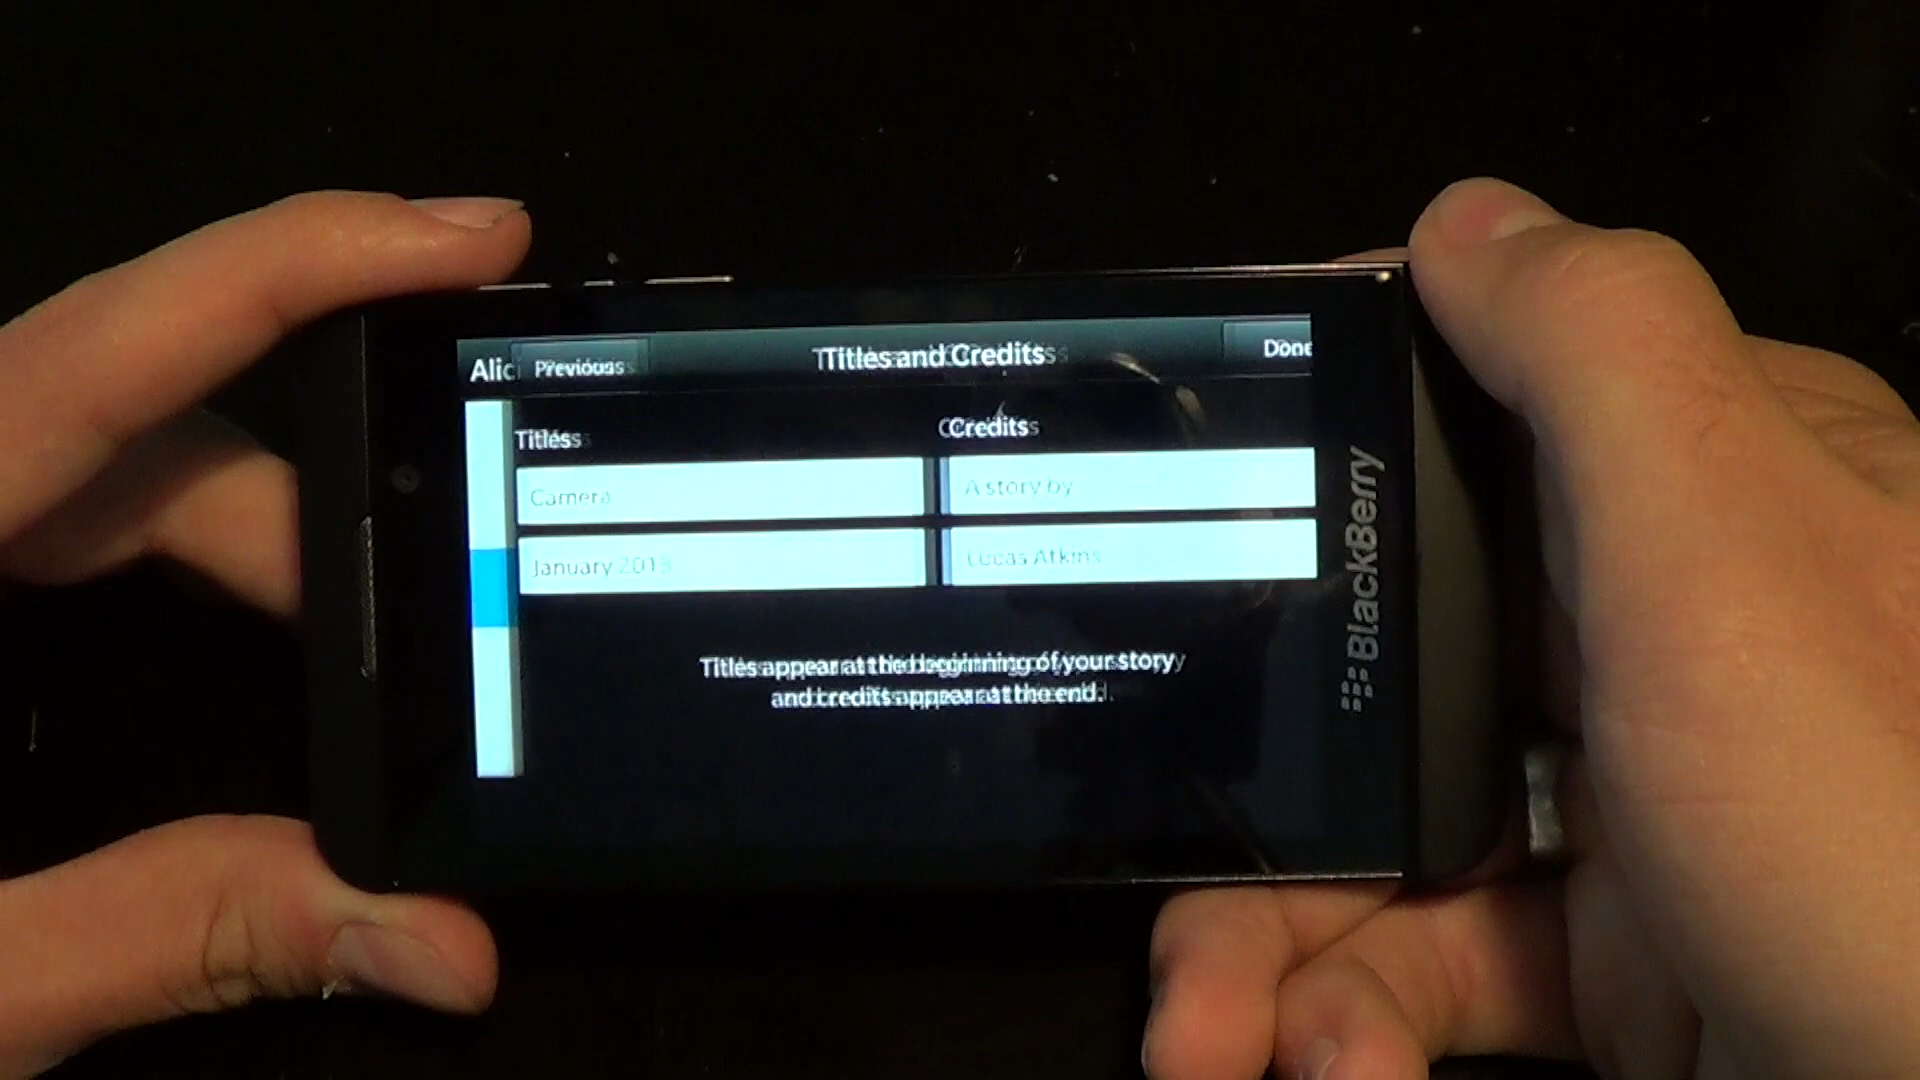 Alic
Previous
Titles and Credits
Done
Titles
Credits
Camera
A story by
January 2013
Lucas Atkins
Titles appear at the beginning of your story
and credits appear at the end.
BlackBerry